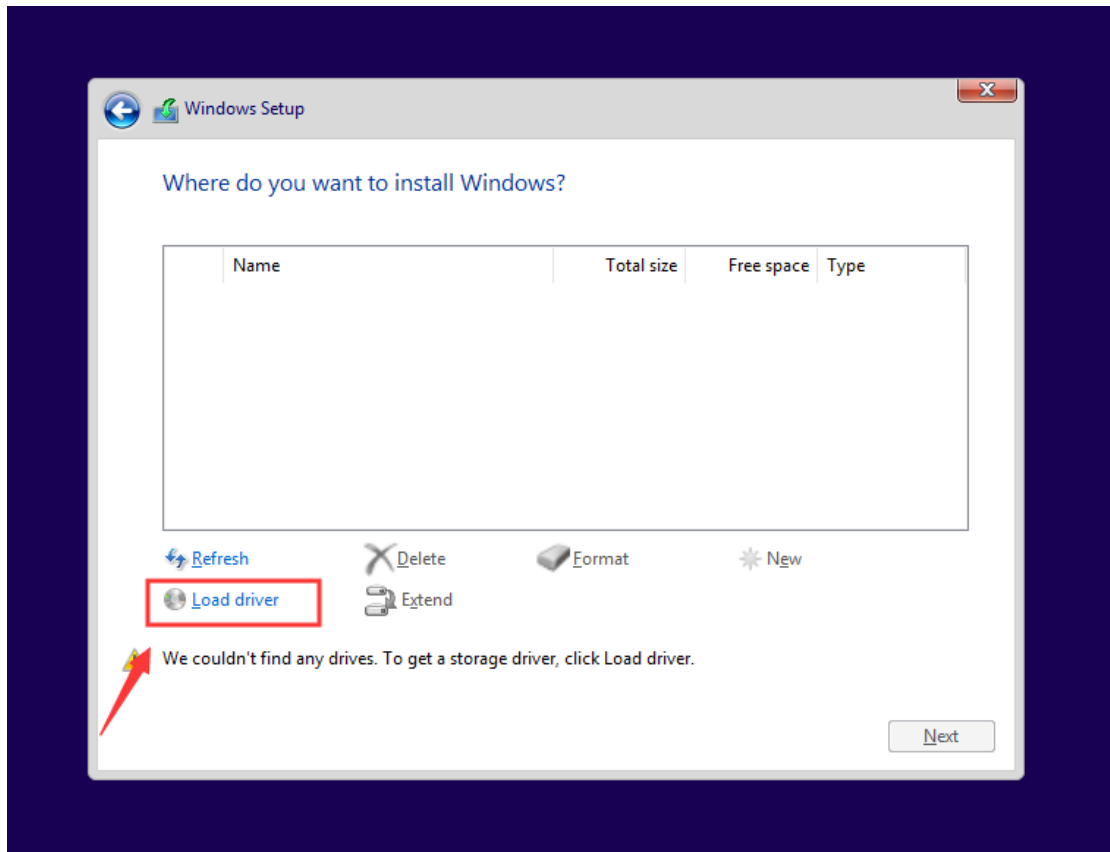 Windows Setup
Where do you want to install Windows?
Name Total size Free space Type
Refresh Delete Format New
Load driver Extend
We couldn't find any drives. To get a storage driver, click Load driver.
Next